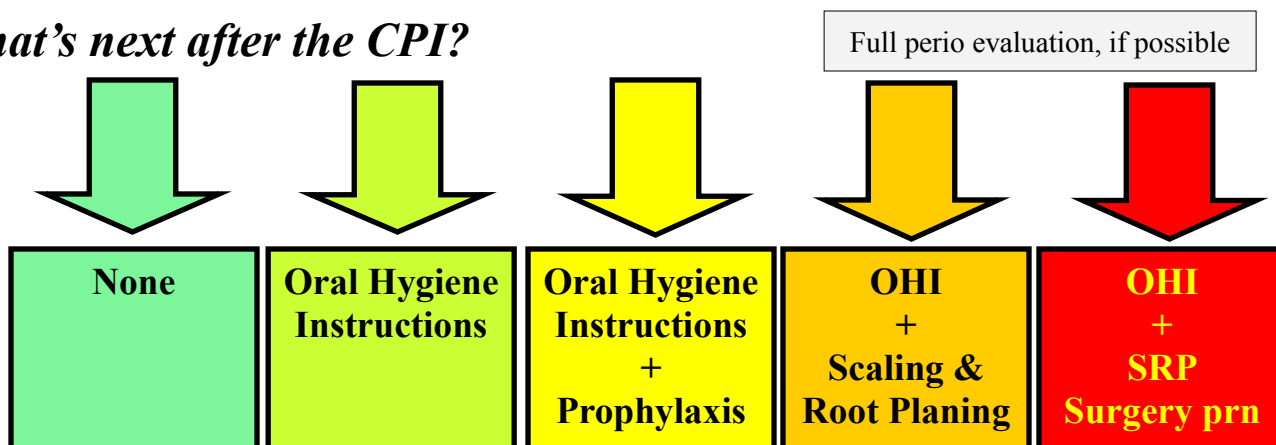 hat’s next after the CPI?
Full perio evaluation, if possible
None
Oral Hygiene
Instructions
Oral Hygiene
Instructions
+
Prophylaxis
OHI
+
Scaling &
Root Planing
OHI
+
SRP
Surgery prn